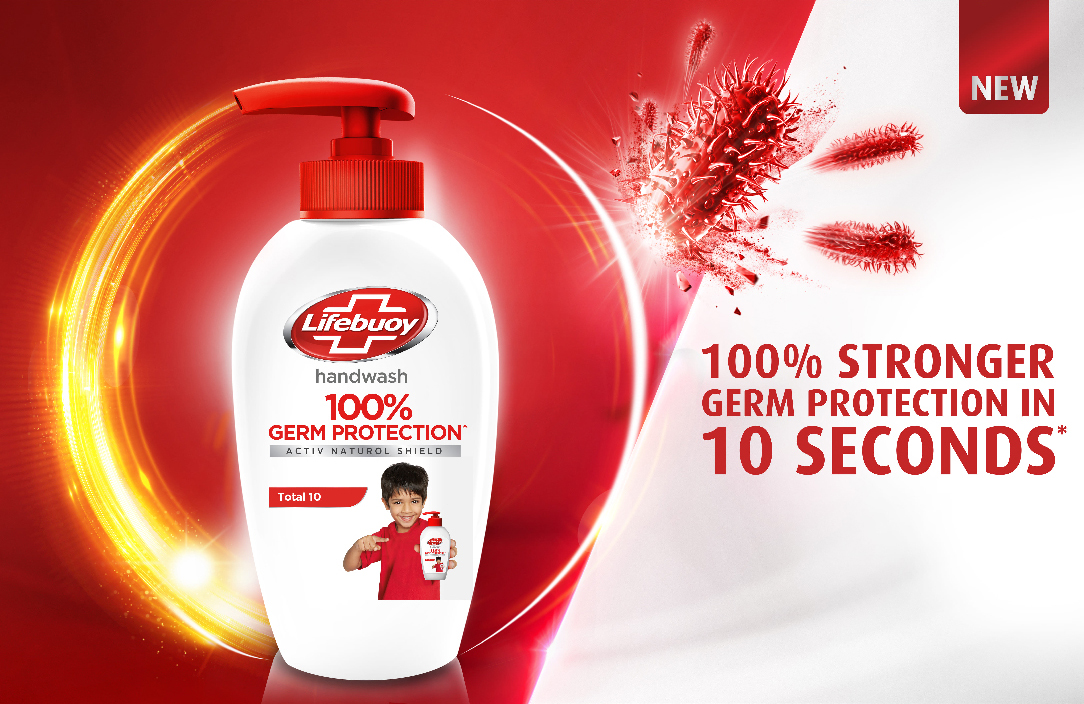 NEW
Lifebuoy
handwash
100%
GERM PROTECTION^
ACTIV NATUROL SHIELD
Total 10
100% STRONGER
GERM PROTECTION IN
10 SECONDS*